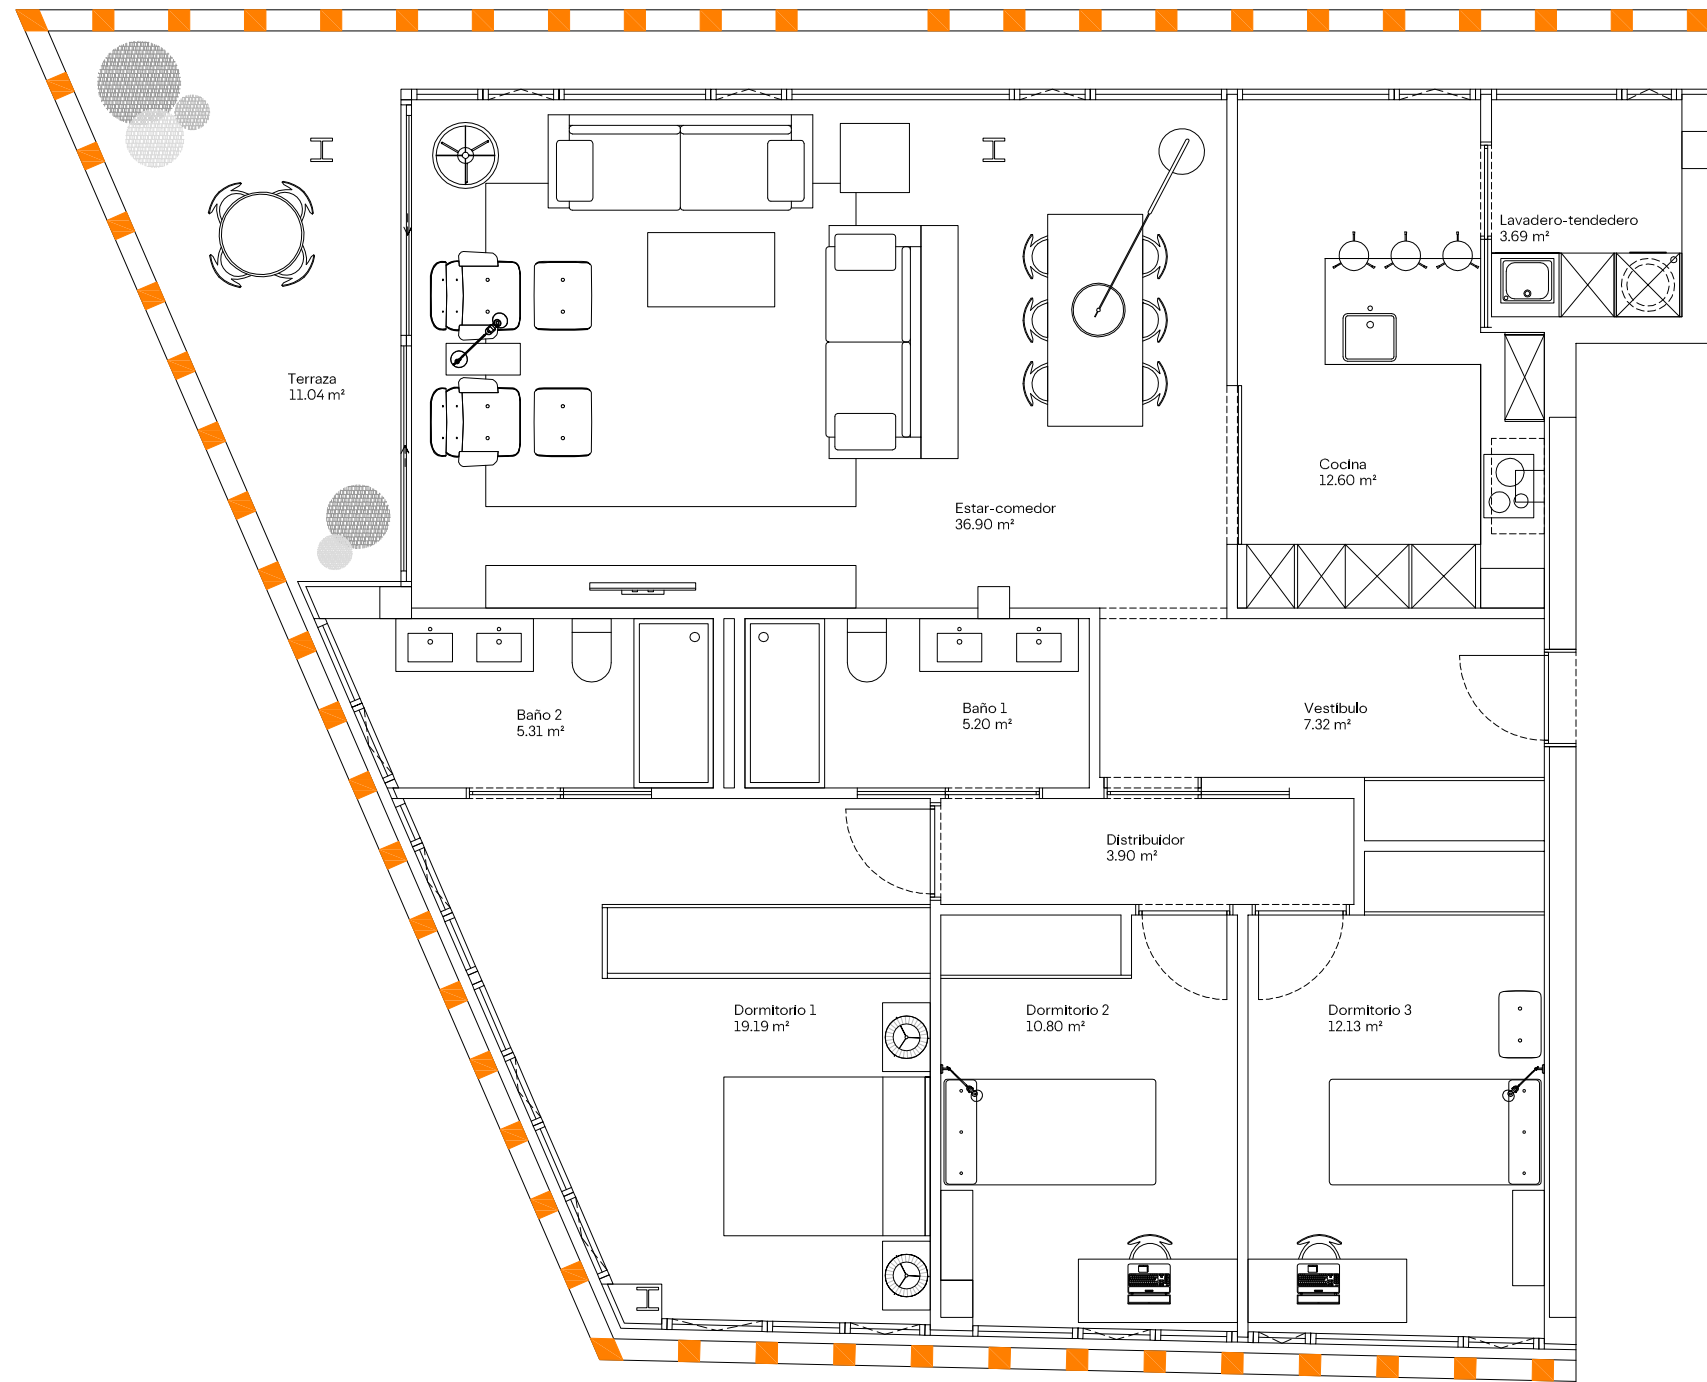 Lavadero-tendedero
3.69 m²
Terraza
11.04 m²
Cocina
12.60 m²
Estar-comedor
36.90 m²
Baño 2
5.31 m²
Baño 1
5.20 m²
Vestíbulo
7.32 m²
Distribuidor
3.90 m²
Dormitorio 1
19.19 m²
Dormitorio 2
10.80 m²
Dormitorio 3
12.13 m²